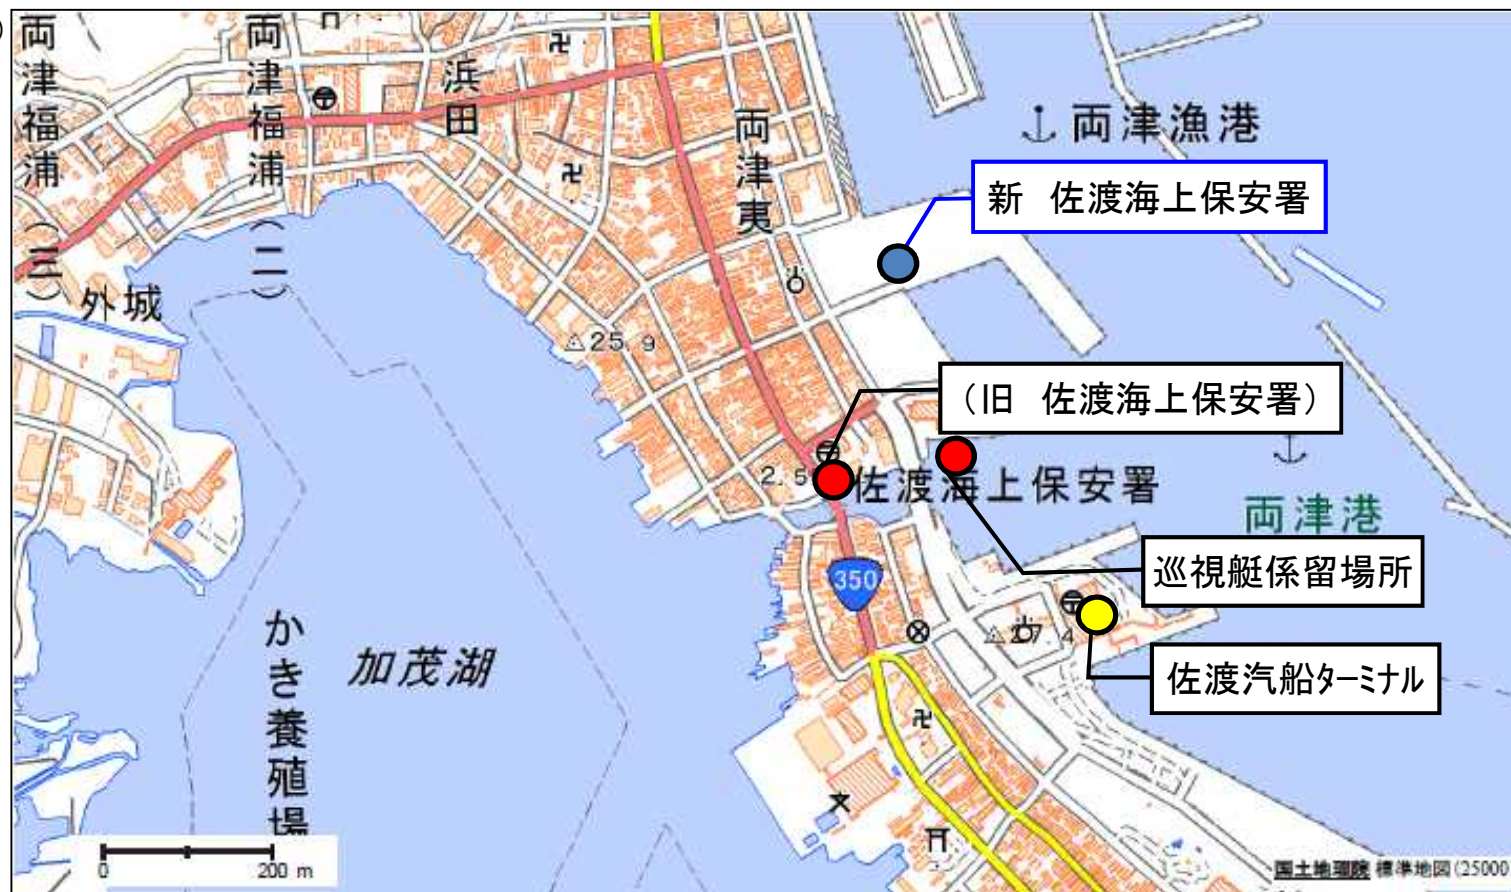 両津福浦（三）
両津福浦（二）
浜田
両津夷
両津漁港
新　佐渡海上保安署
外城
25.9
（旧　佐渡海上保安署）
2.5
佐渡海上保安署
両津港
巡視艇係留場所
350
27.4
佐渡汽船ターミナル
加茂湖
かき養殖場
0
200 m
国土地理院 標準地図(25000